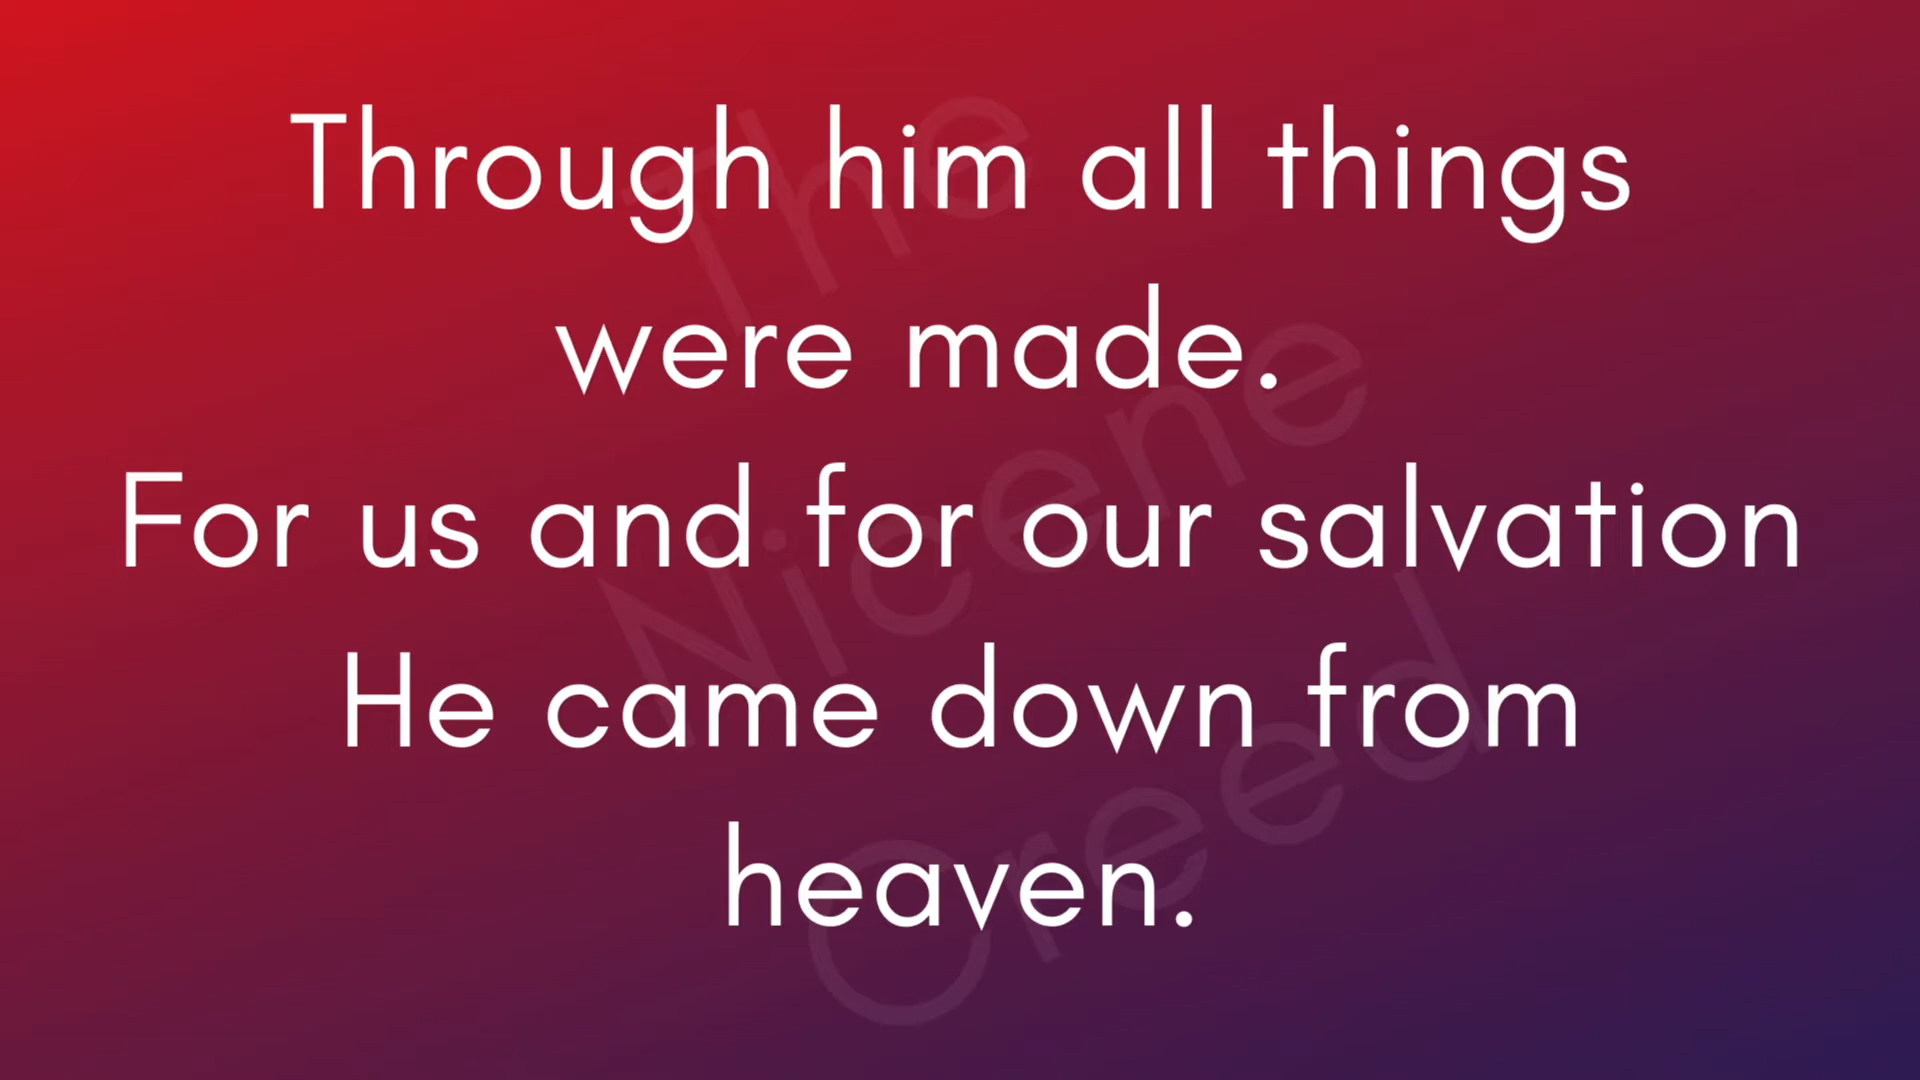 Through him all things
were made.
For us and for our salvation
He came down from
heaven.
The
Nicene
Creed